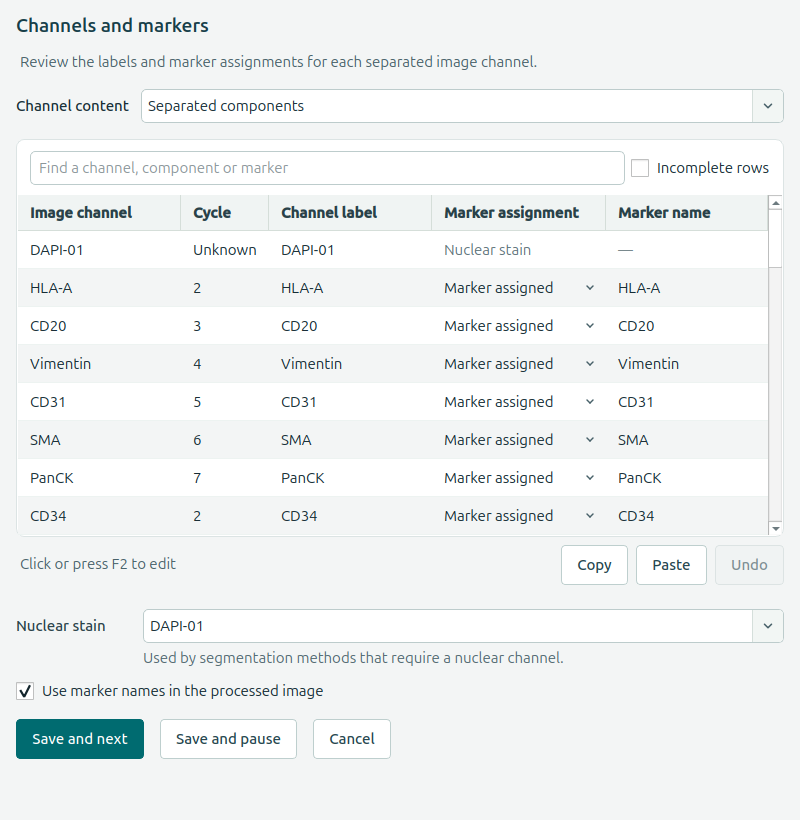 Channels and markers
Review the labels and marker assignments for each separated image channel.
Channel content Separated components
Find a channel, component or marker Incomplete rows
Image channel Cycle Channel label Marker assignment Marker name
DAPI-01 Unknown DAPI-01 Nuclear stain —
HLA-A 2 HLA-A Marker assigned HLA-A
CD20 3 CD20 Marker assigned CD20
Vimentin 4 Vimentin Marker assigned Vimentin
CD31 5 CD31 Marker assigned CD31
SMA 6 SMA Marker assigned SMA
PanCK 7 PanCK Marker assigned PanCK
CD34 2 CD34 Marker assigned CD34
Click or press F2 to edit Copy Paste Undo
Nuclear stain DAPI-01
Used by segmentation methods that require a nuclear channel.
Use marker names in the processed image
Save and next Save and pause Cancel